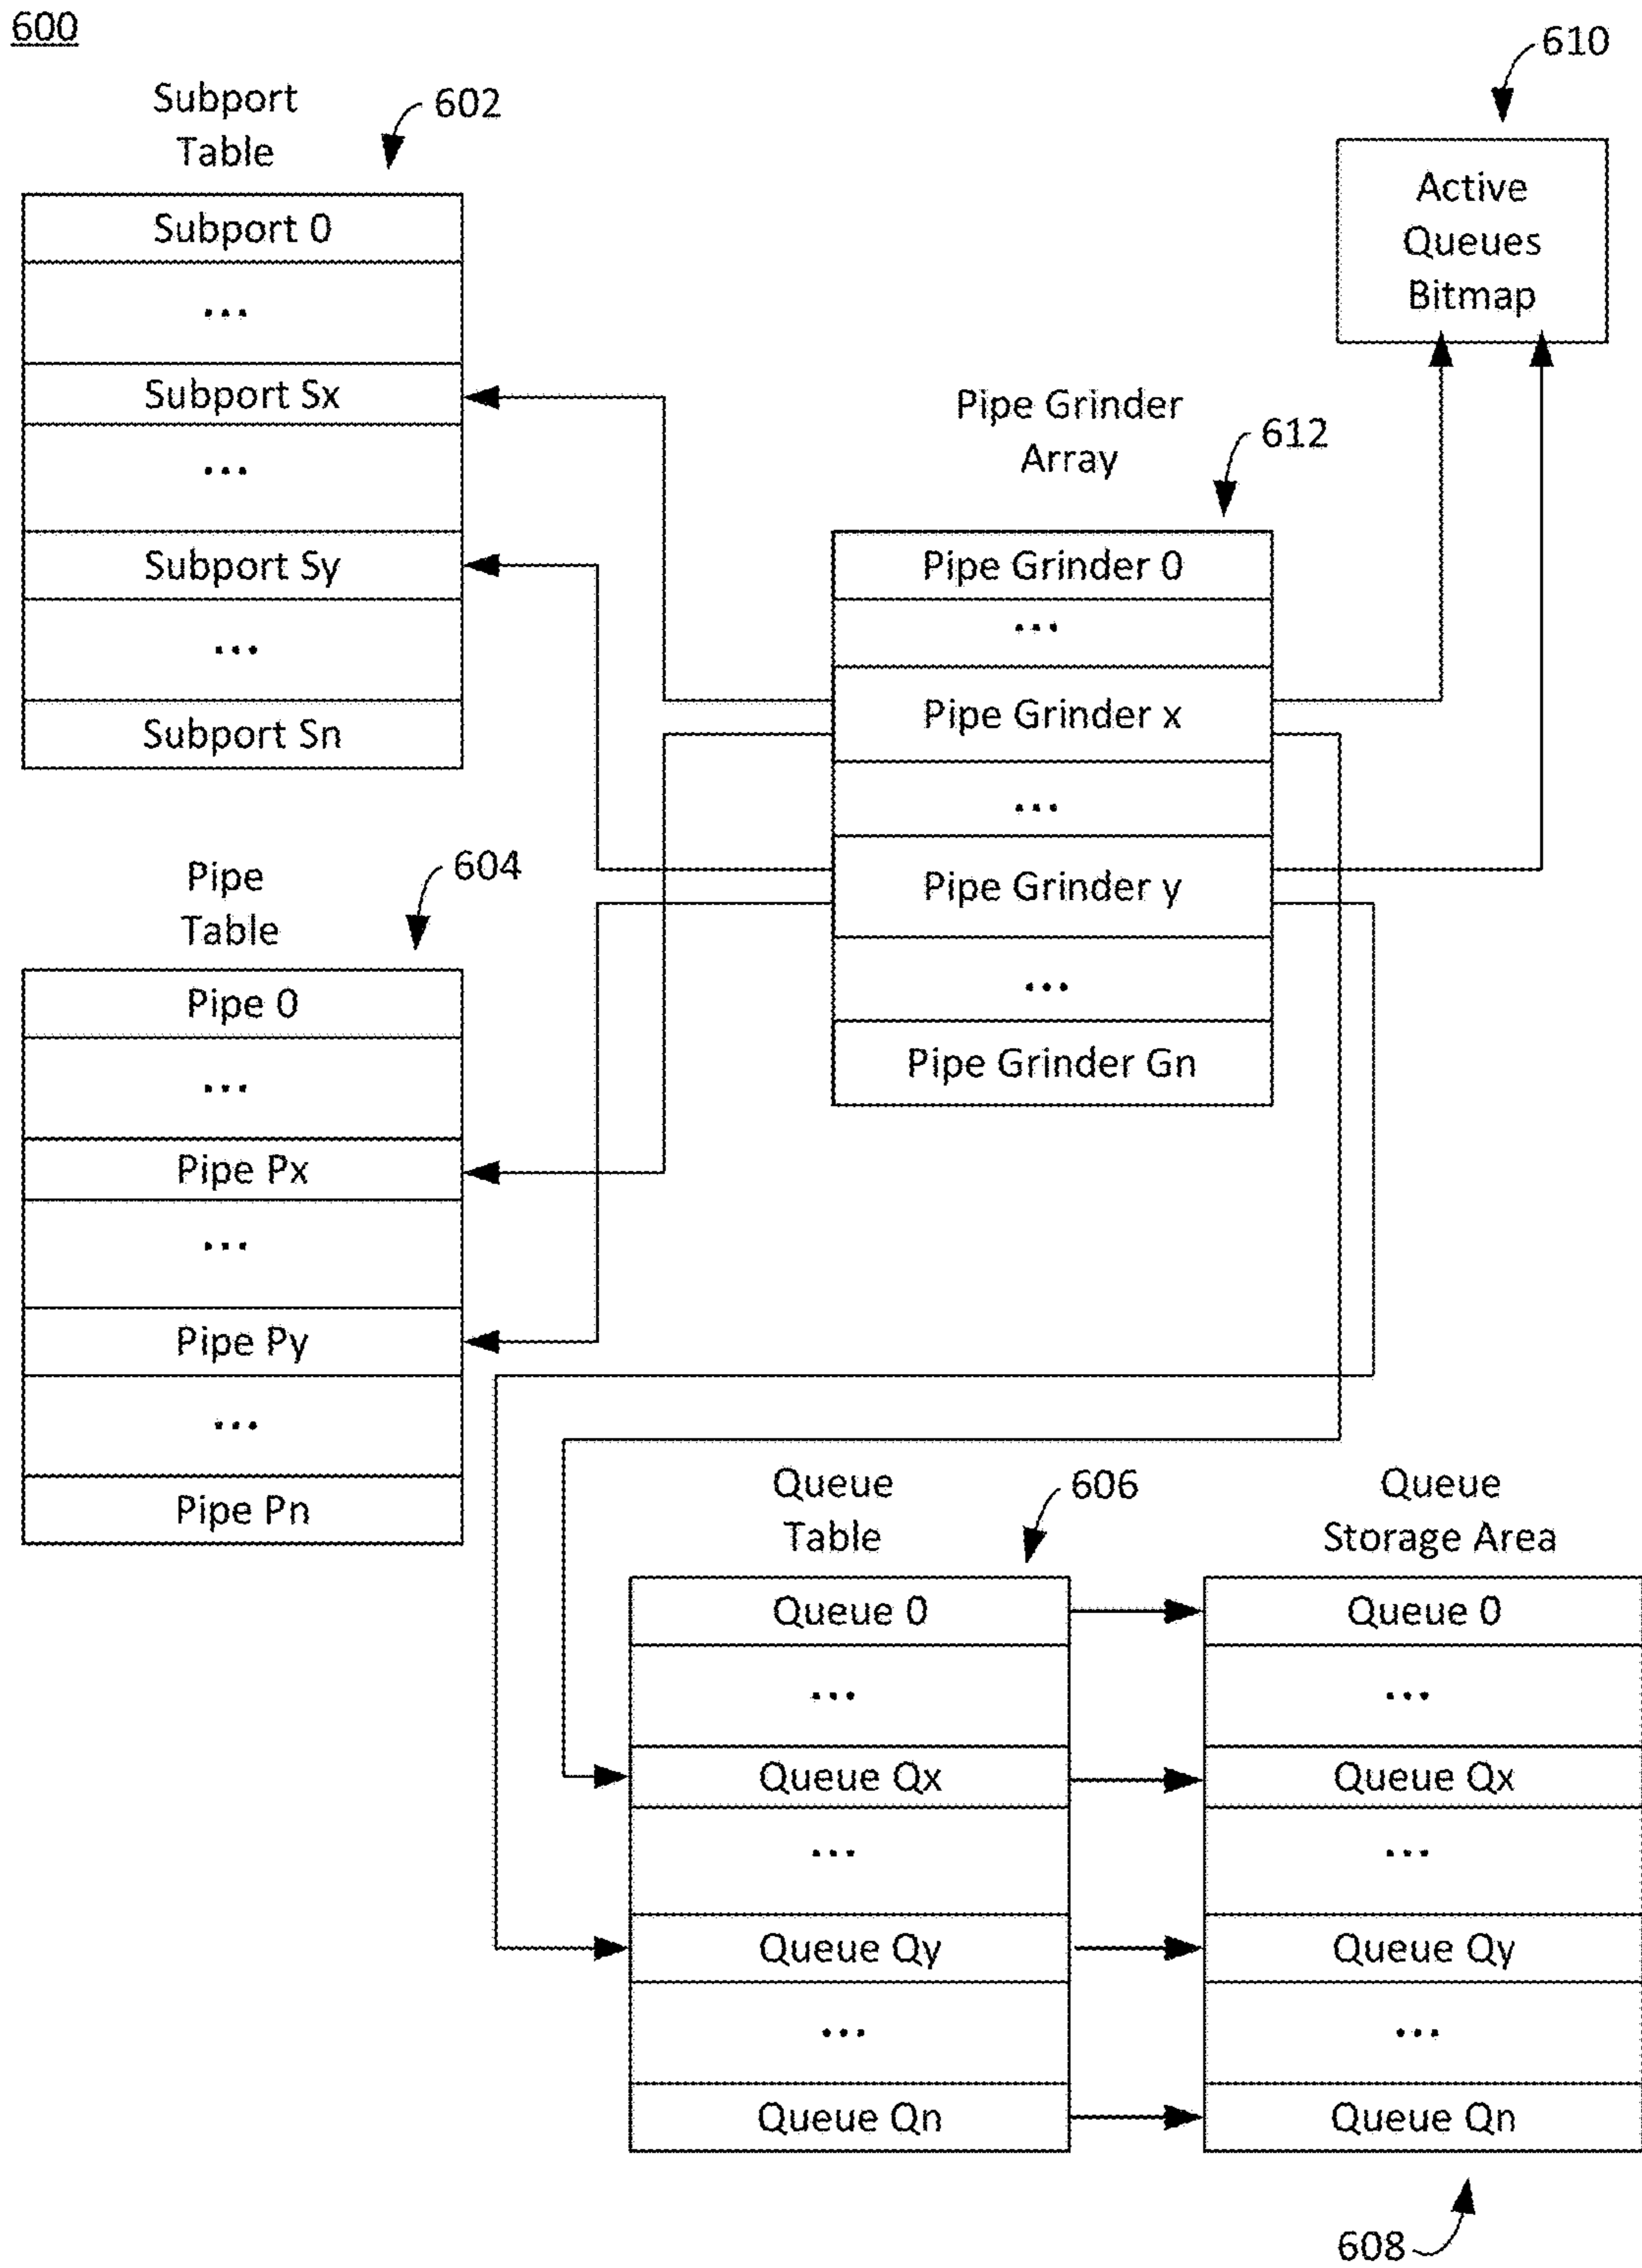 600
Subport
Table
602
Subport 0
...
Subport Sx
...
Subport Sy
...
Subport Sn
610
Active
Queues
Bitmap
Pipe Grinder
Array
612
Pipe Grinder 0
...
Pipe Grinder x
...
Pipe Grinder y
...
Pipe Grinder Gn
Pipe
Table
604
Pipe 0
...
Pipe Px
...
Pipe Py
...
Pipe Pn
Queue
Table
606
Queue 0
...
Queue Qx
...
Queue Qy
...
Queue Qn
Queue
Storage Area
Queue 0
...
Queue Qx
...
Queue Qy
...
Queue Qn
608